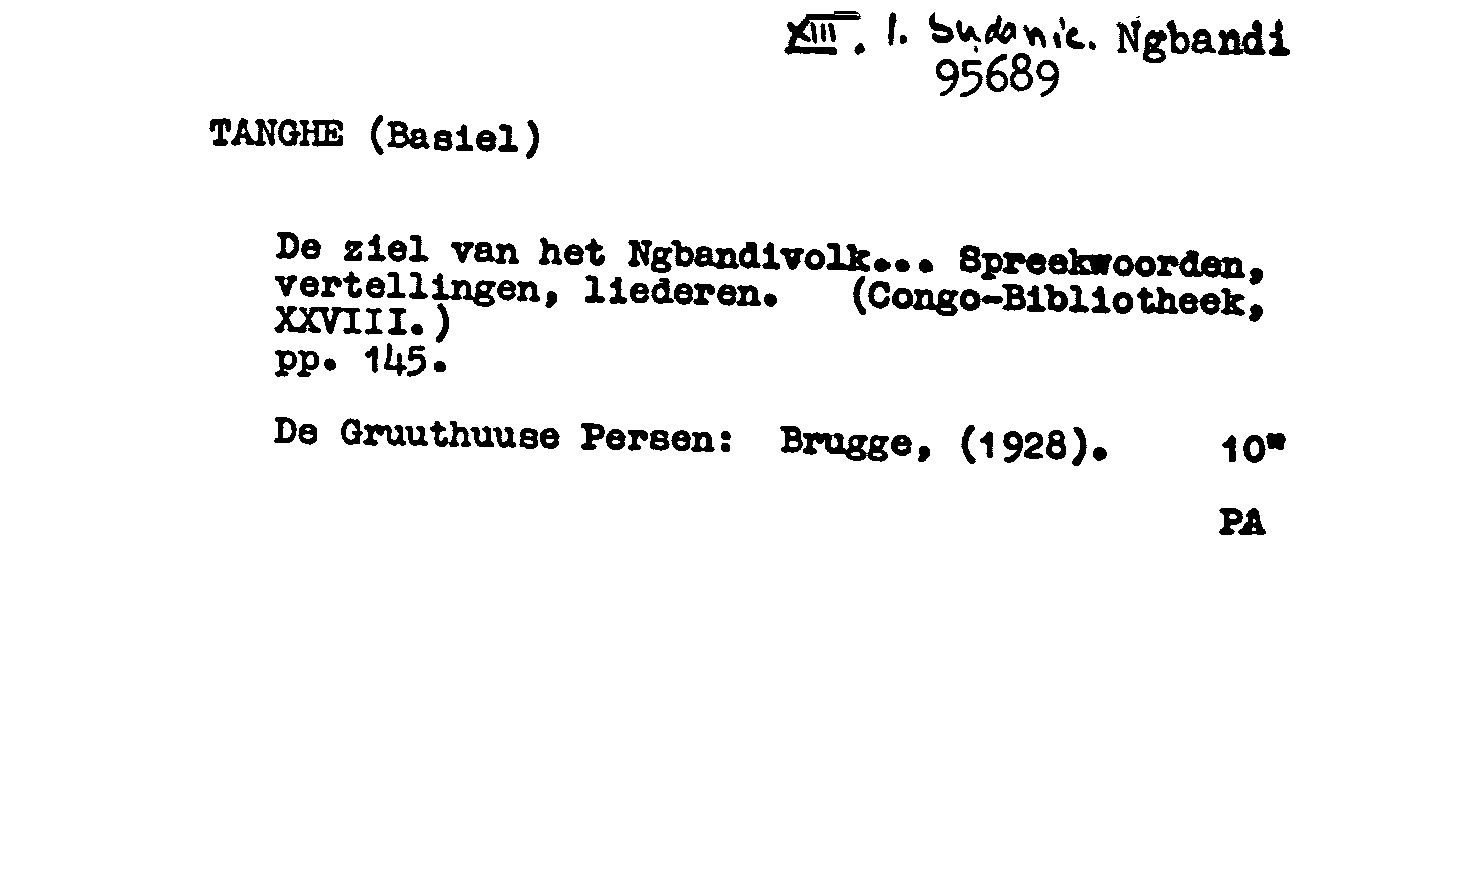 XIII. 1. Sudanic. Ngbandi
95689
TANGHE (Basiel)
De ziel van het Ngbandivolk... Spreekwoorden,
vertellingen, liederen. (Congo-Bibliotheek,
XXVIII.)
pp. 145.
De Gruuthuuse Persen: Brugge, (1928). 10"
PA